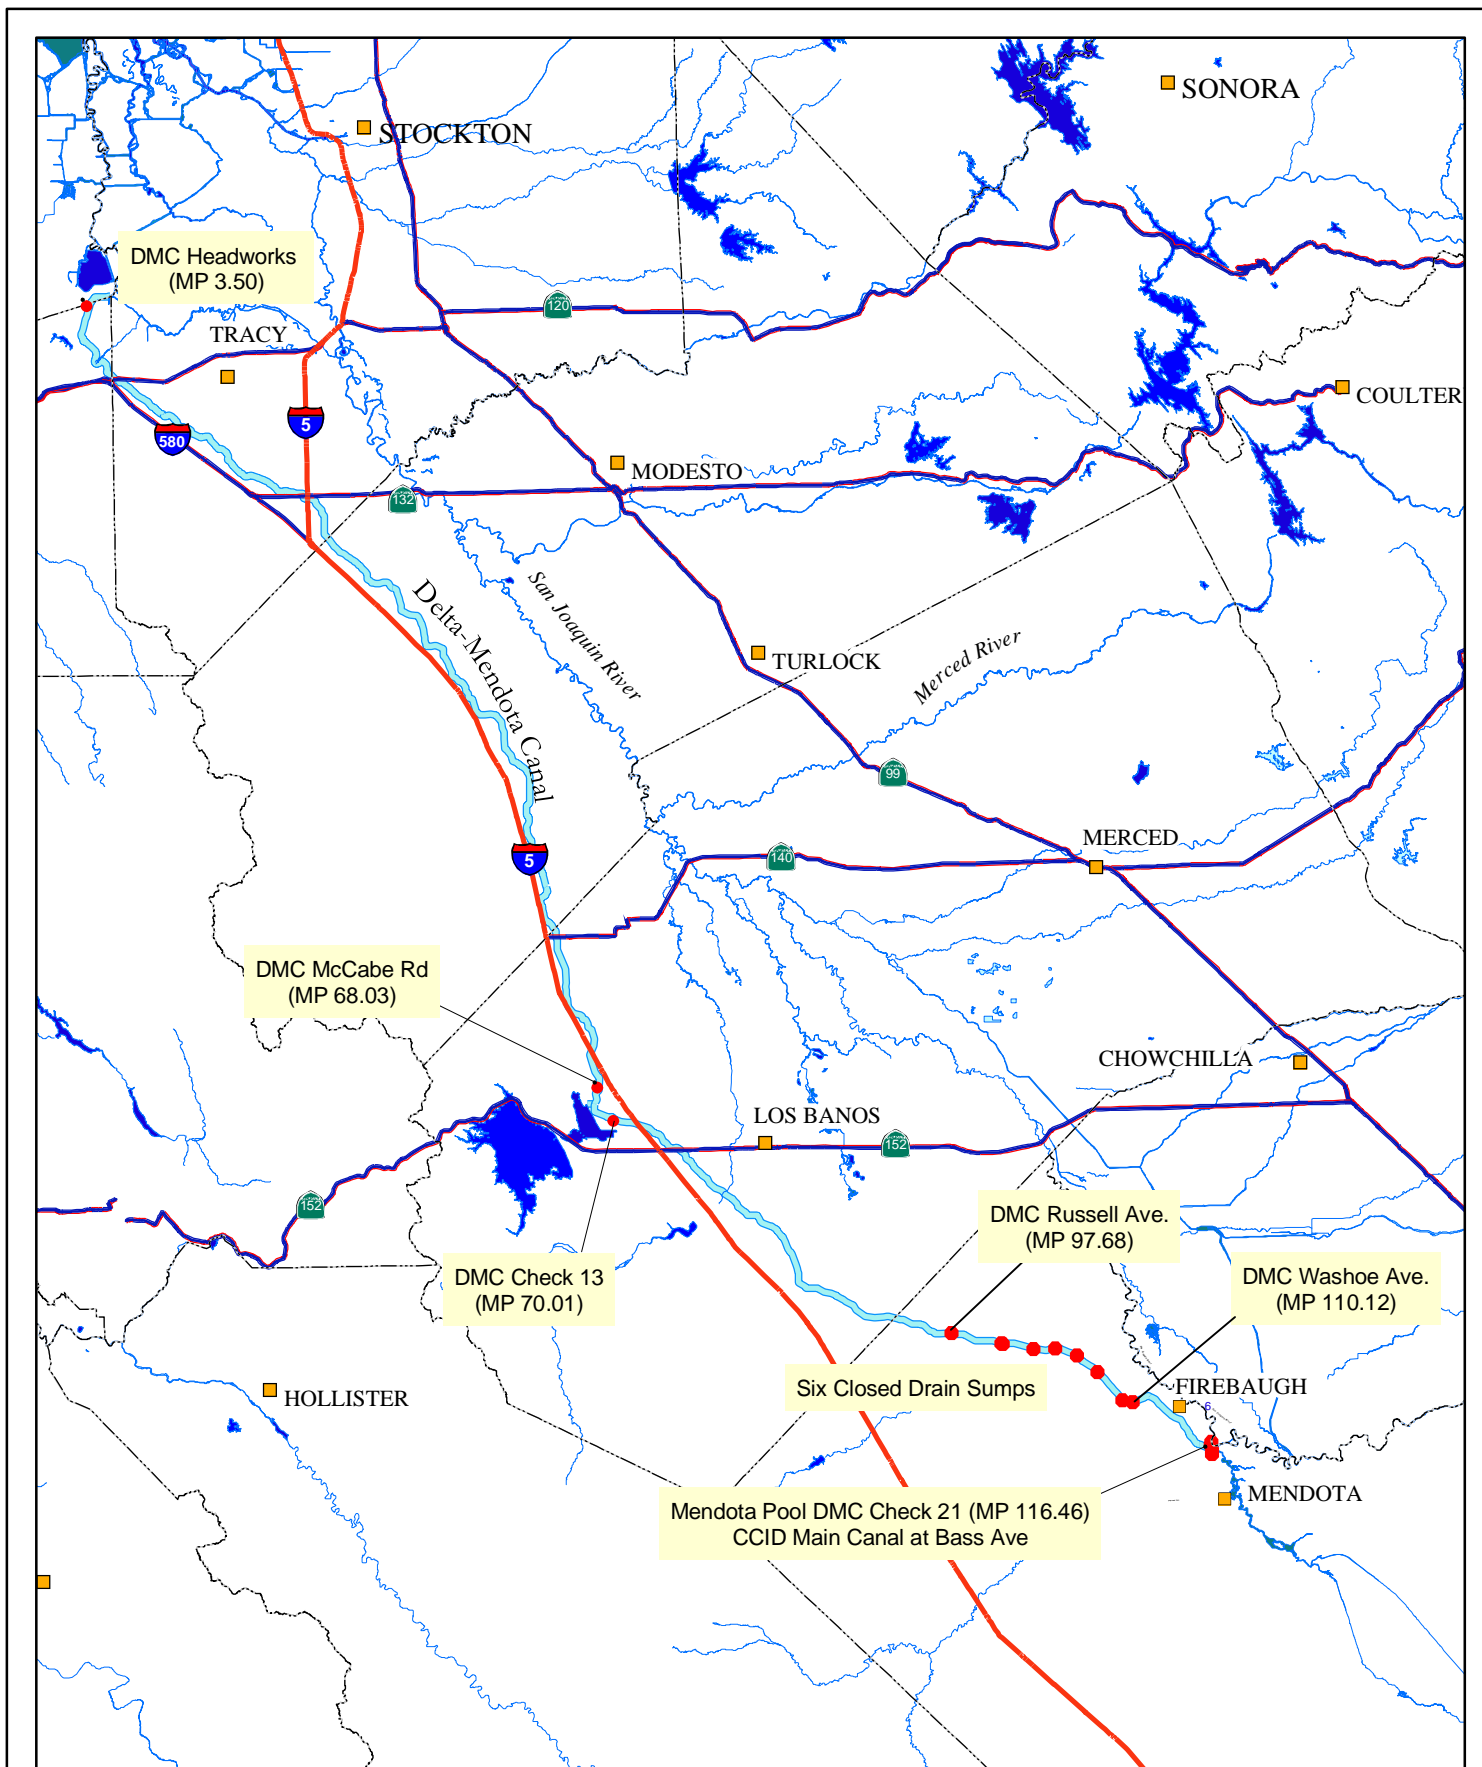 SONORA
STOCKTON
DMC Headworks
(MP 3.50)
120
TRACY
COULTER
5
580
MODESTO
132
San Joaquin River
Delta-Mendota Canal
Merced River
TURLOCK
99
MERCED
140
5
DMC McCabe Rd
(MP 68.03)
CHOWCHILLA
LOS BANOS
152
152
DMC Russell Ave.
(MP 97.68)
DMC Check 13
(MP 70.01)
DMC Washoe Ave.
(MP 110.12)
Six Closed Drain Sumps
FIREBAUGH
6
HOLLISTER
MENDOTA
Mendota Pool DMC Check 21 (MP 116.46)
CCID Main Canal at Bass Ave